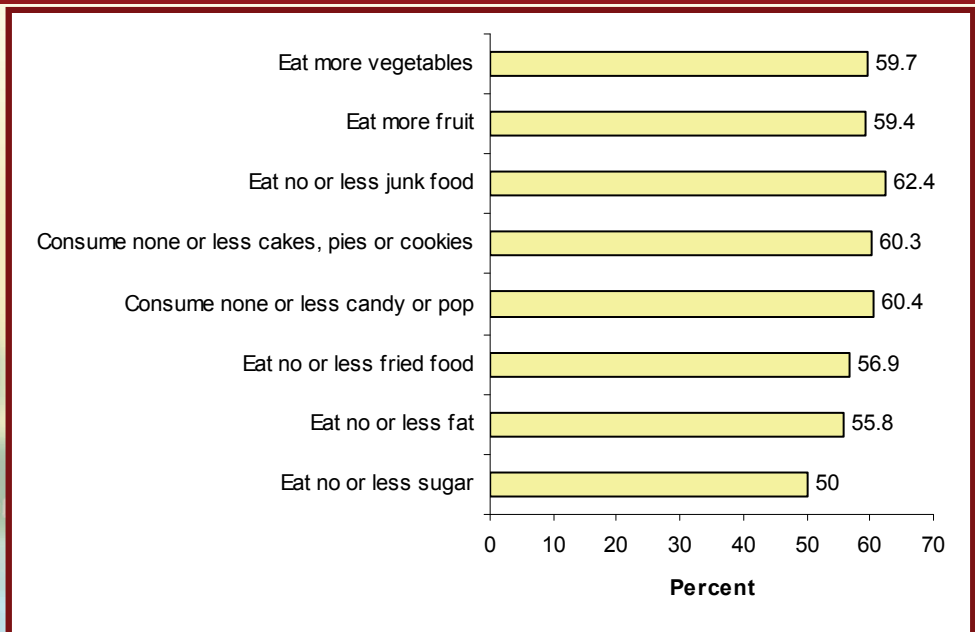 Eat more vegetables 59.7
Eat more fruit 59.4
Eat no or less junk food 62.4
Consume none or less cakes, pies or cookies 60.3
Consume none or less candy or pop 60.4
Eat no or less fried food 56.9
Eat no or less fat 55.8
Eat no or less sugar 50
0 10 20 30 40 50 60 70
Percent